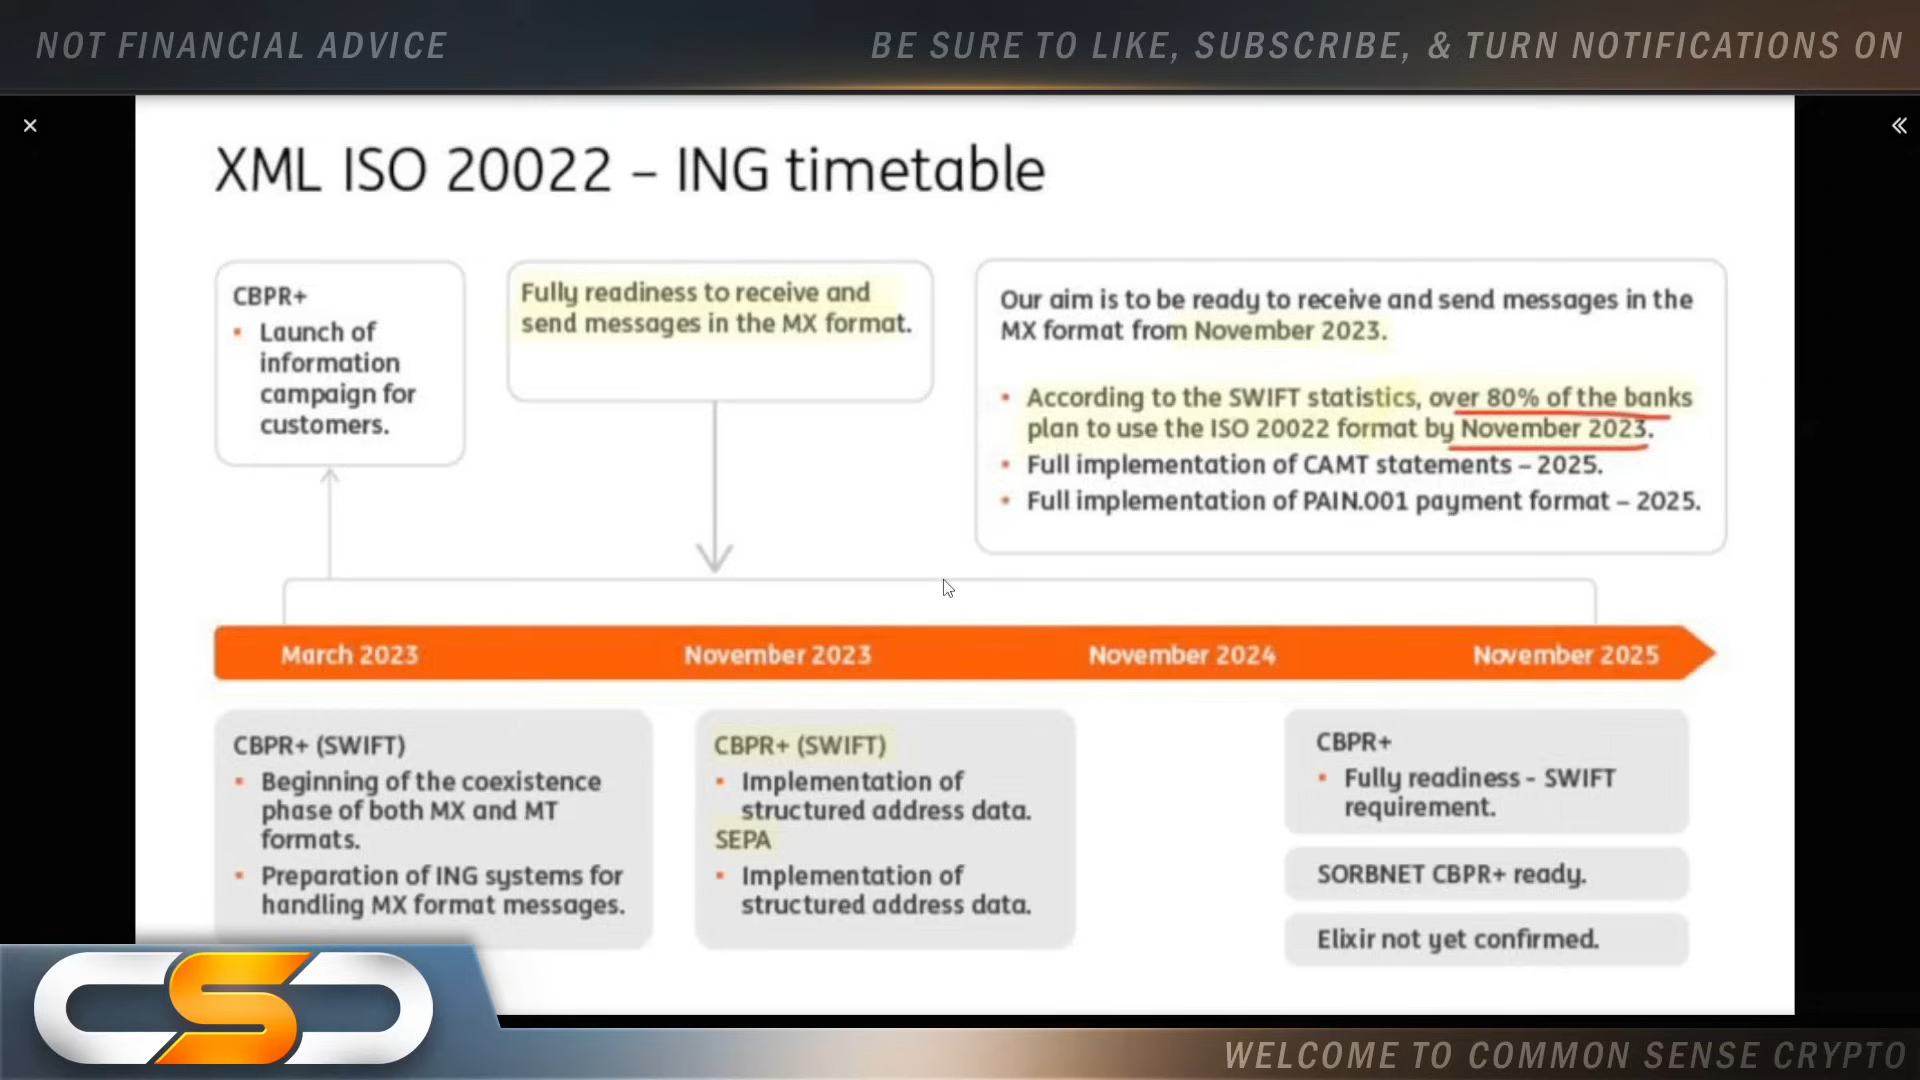 NOT FINANCIAL ADVICE
BE SURE TO LIKE, SUBSCRIBE, & TURN NOTIFICATIONS ON
XML ISO 20022 – ING timetable
CBPR+
Launch of
information
campaign for
customers.
Fully readiness to receive and
send messages in the MX format.
Our aim is to be ready to receive and send messages in the
MX format from November 2023.
According to the SWIFT statistics, over 80% of the banks
plan to use the ISO 20022 format by November 2023.
Full implementation of CAMT statements – 2025.
Full implementation of PAIN.001 payment format – 2025.
March 2023
November 2023
November 2024
November 2025
CBPR+ (SWIFT)
Beginning of the coexistence
phase of both MX and MT
formats.
Preparation of ING systems for
handling MX format messages.
CBPR+ (SWIFT)
Implementation of
structured address data.
SEPA
Implementation of
structured address data.
CBPR+
Fully readiness - SWIFT
requirement.
SORBNET CBPR+ ready.
Elixir not yet confirmed.
CSC
WELCOME TO COMMON SENSE CRYPTO